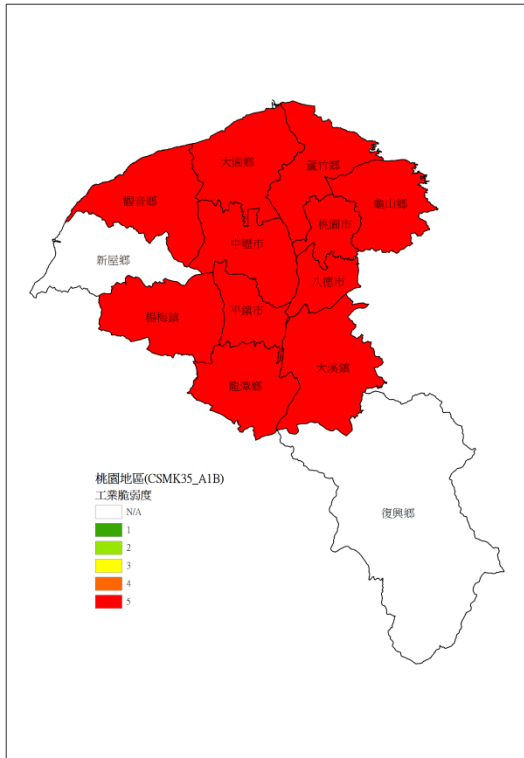 大園鄉
蘆竹鄉
觀音鄉
龜山鄉
桃園市
中壢市
新屋鄉
八德市
楊梅鎮
平鎮市
大溪鎮
龍潭鄉
桃園地區(CSMK35_A1B)
工業脆弱度
N/A
1
2
3
4
5
復興鄉